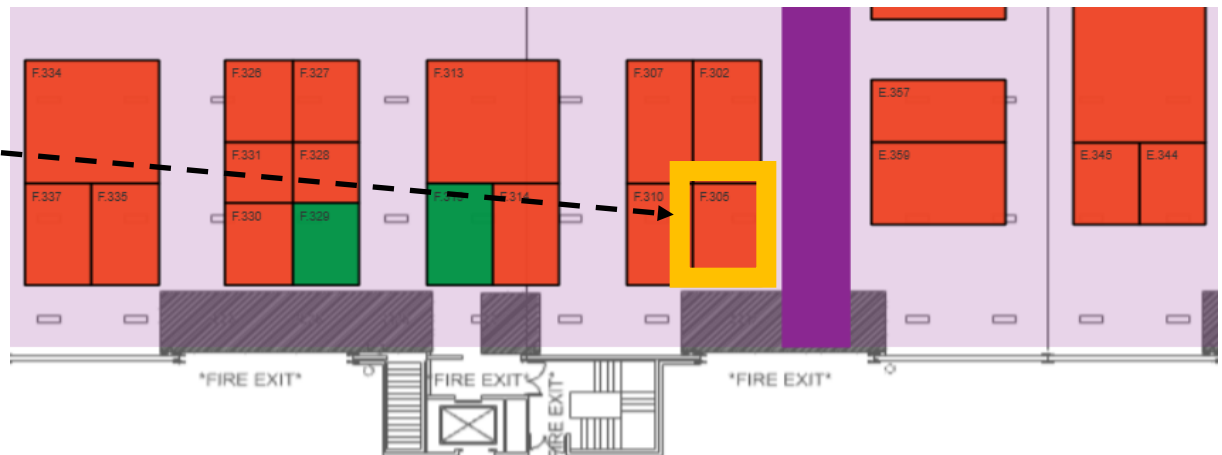 F.334
F.326
F.327
F.313
F.307
F.302
E.357
F.331
F.328
E.359
E.345
E.344
F.337
F.335
F.310
F.305
F.330
F.329
F.314
*FIRE EXIT*
*FIRE EXIT*
*FIRE EXIT*
FIRE EXIT*